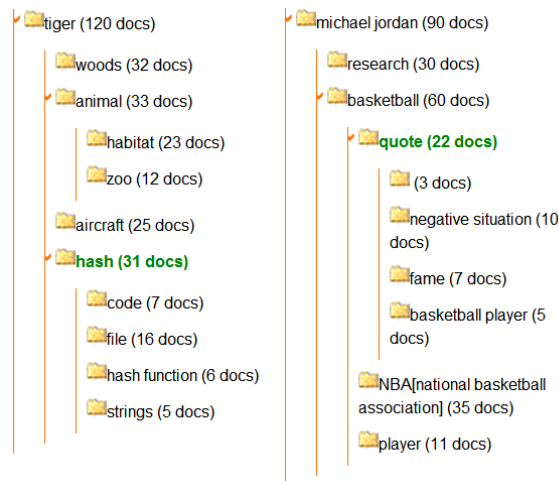 tiger (120 docs)
woods (32 docs)
animal (33 docs)
habitat (23 docs)
zoo (12 docs)
aircraft (25 docs)
hash (31 docs)
code (7 docs)
file (16 docs)
hash function (6 docs)
strings (5 docs)
michael jordan (90 docs)
research (30 docs)
basketball (60 docs)
quote (22 docs)
(3 docs)
negative situation (10
docs)
fame (7 docs)
basketball player (5
docs)
NBA[national basketball
association] (35 docs)
player (11 docs)